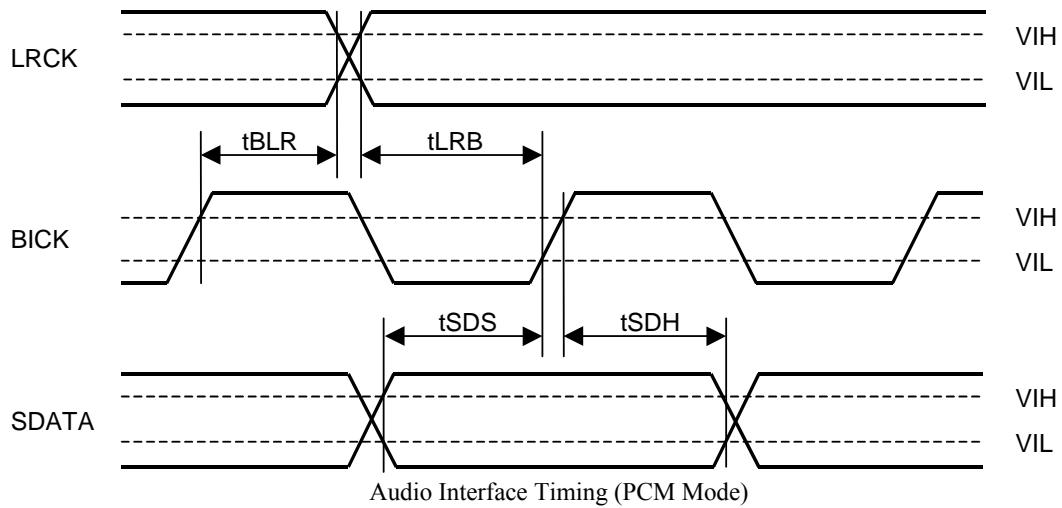 LRCK
VIH
VIL
tBLR
tLRB
BICK
VIH
VIL
tSDS
tSDH
SDATA
VIH
VIL
Audio Interface Timing (PCM Mode)